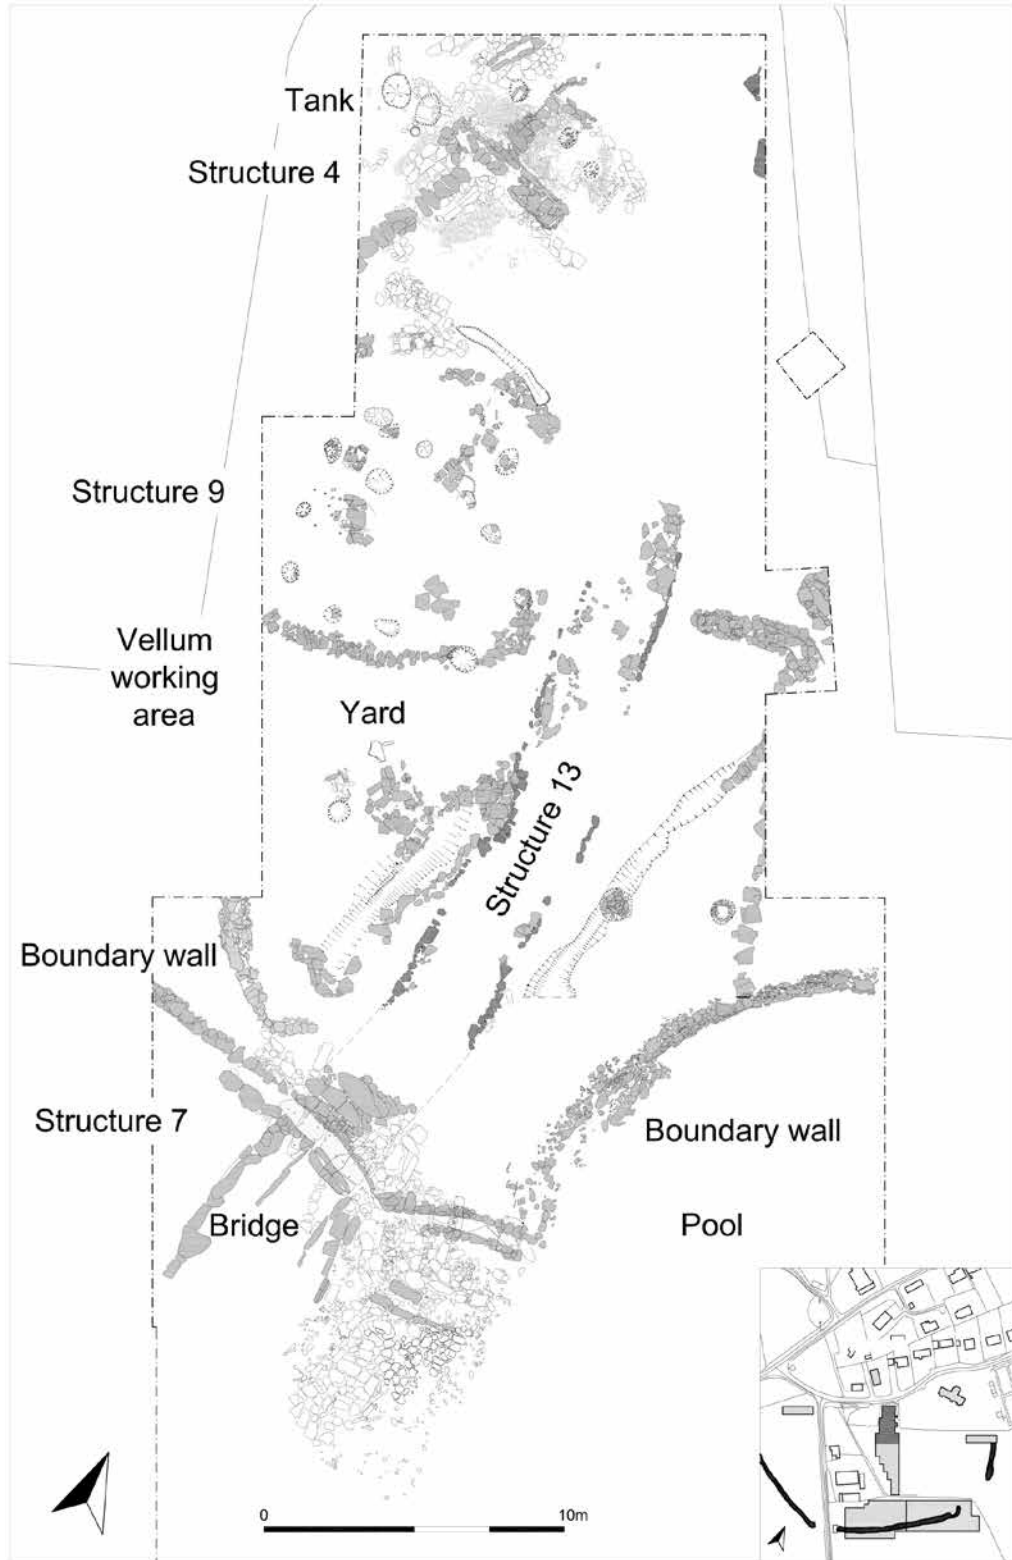 Tank
Structure 4
Structure 9
Vellum
working
area
Yard
Structure 13
Boundary wall
Structure 7
Boundary wall
Bridge
Pool
0
10m